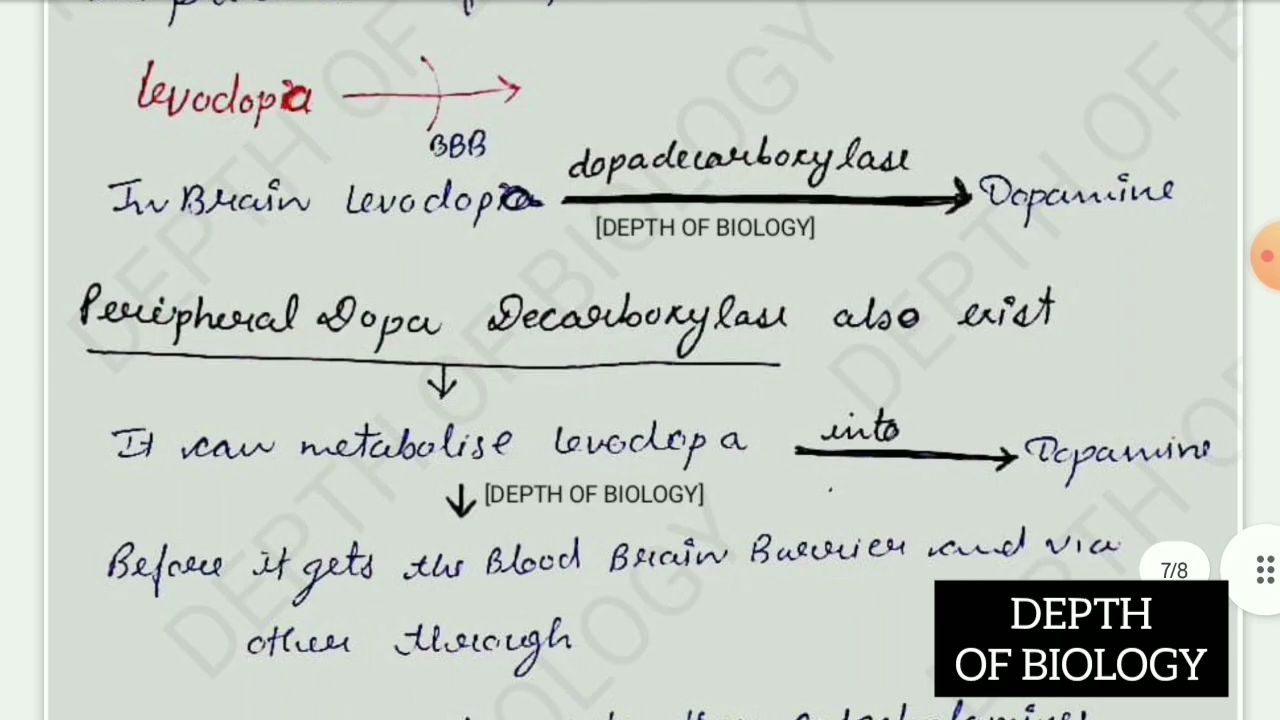 levodopa
BBB
dopadecarboxylase
In Brain levodopa Dopamine
[DEPTH OF BIOLOGY]
Peripheral Dopa Decarboxylase also exist
It can metabolise levodopa into Dopamine
[DEPTH OF BIOLOGY]
Before it gets the Blood Brain Barrier and via
other through
7/8
DEPTH
OF BIOLOGY